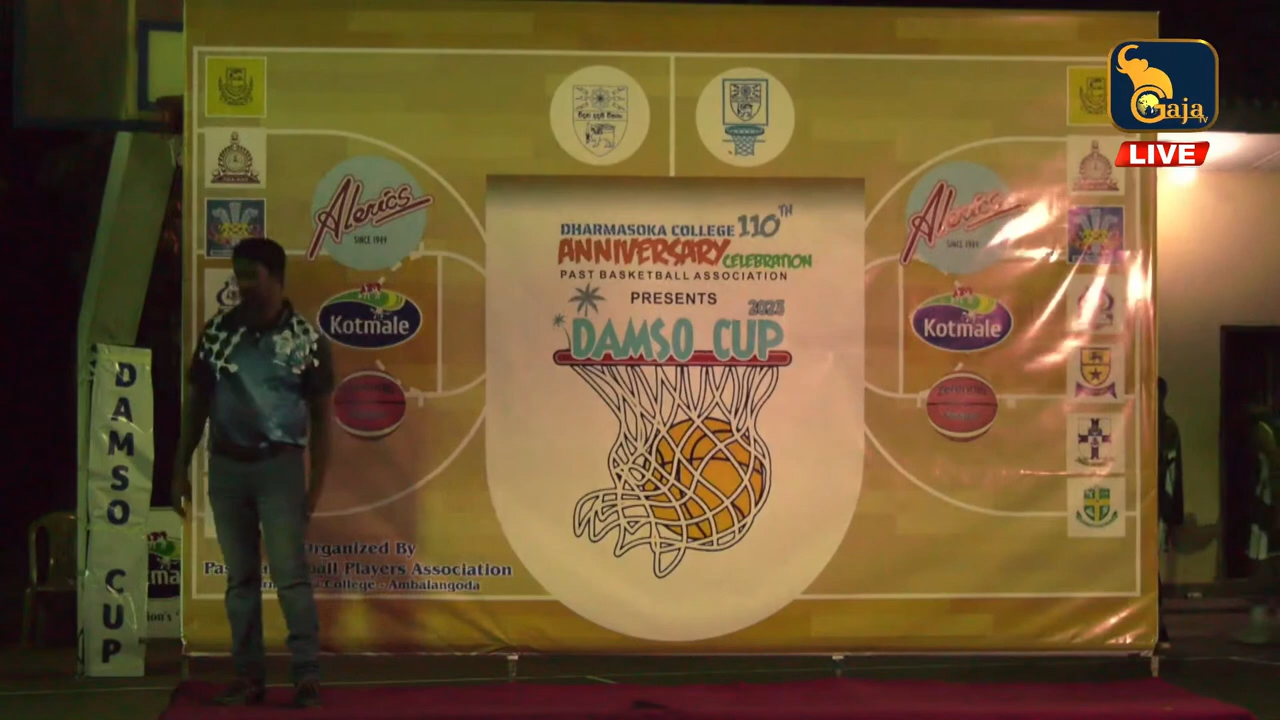 Gaja TV
LIVE
Alerics
SINCE 1949
Kotmale
DHARMASOKA COLLEGE 110TH
ANNIVERSARY CELEBRATION
PAST BASKETBALL ASSOCIATION
PRESENTS
2023
DAMSO CUP
Alerics
SINCE 1949
Kotmale
Organized By
Players Association
College - Ambalangoda
DAMSO CUP